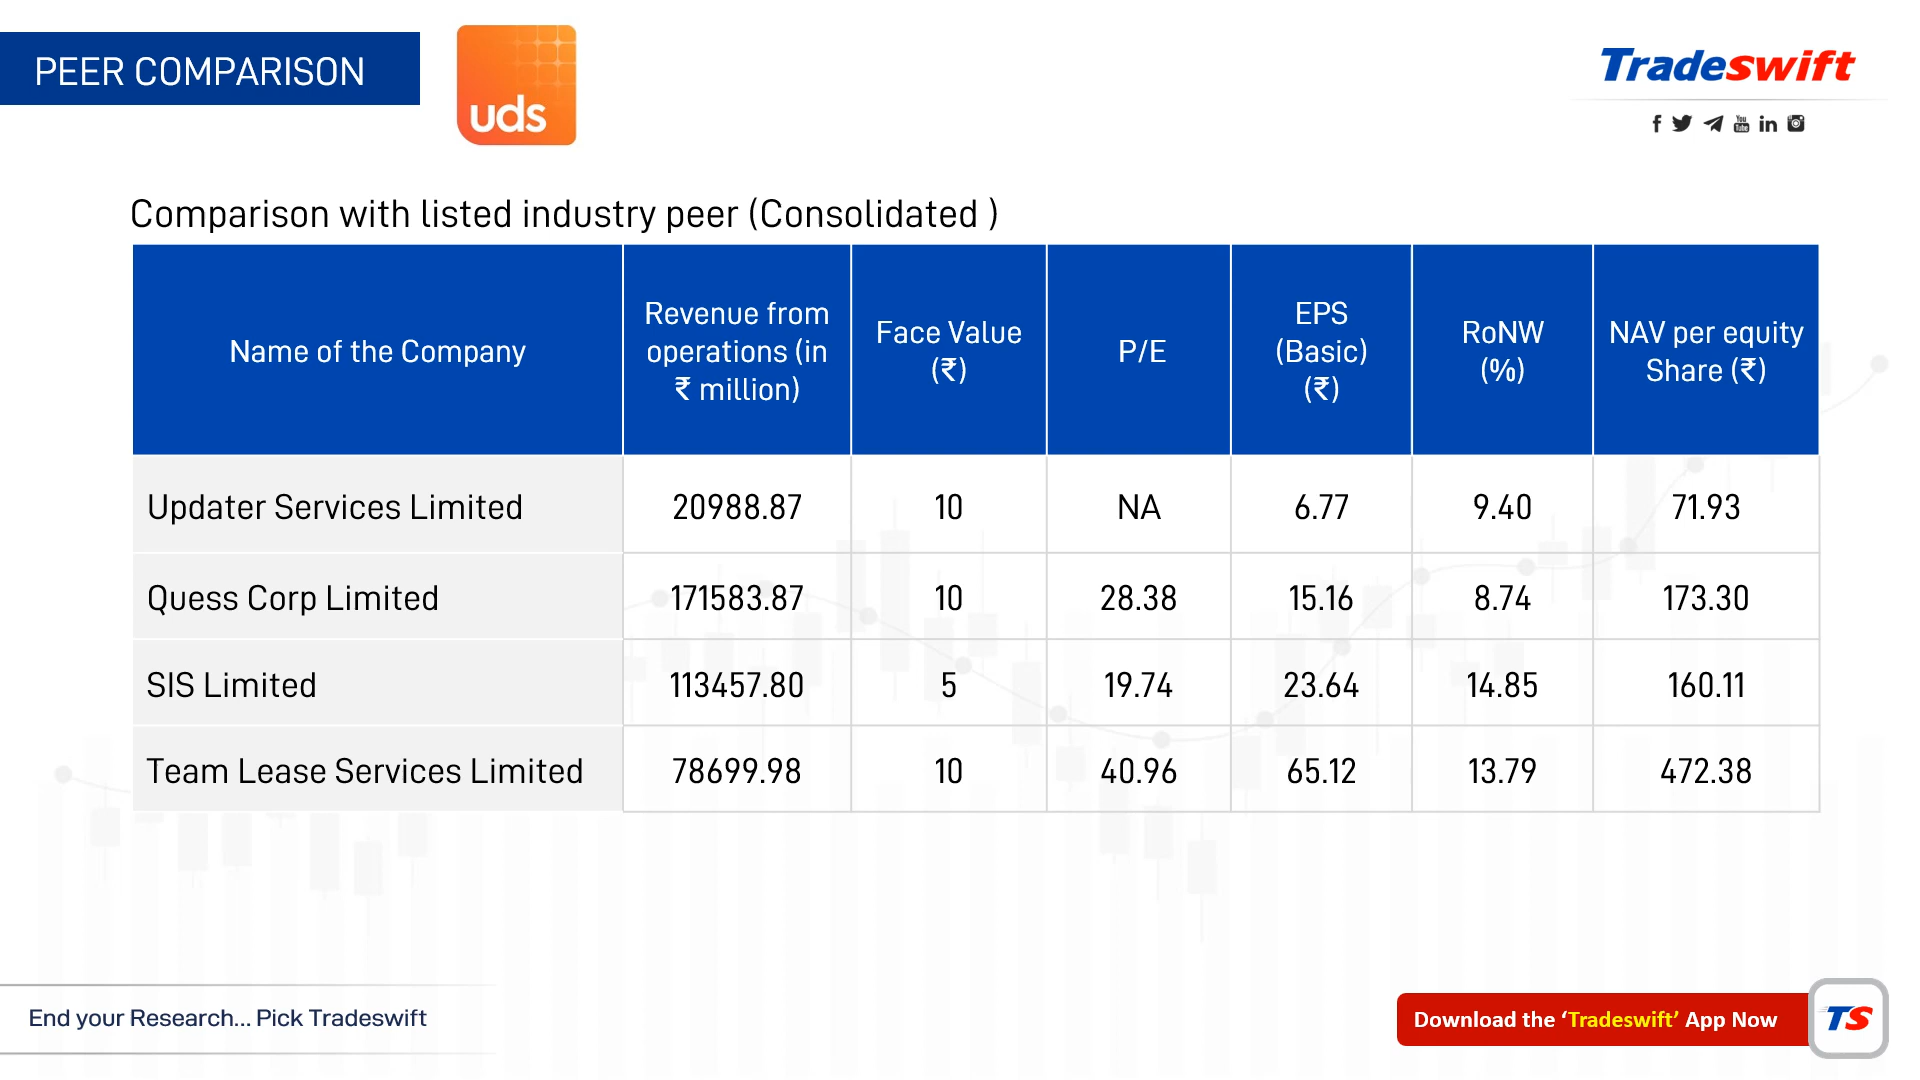 PEER COMPARISON
uds
Tradeswift
You
Tube
in
Comparison with listed industry peer (Consolidated )
Name of the Company
Revenue from
operations (in
₹ million)
Face Value
(₹)
P/E
EPS
(Basic)
(₹)
RoNW
(%)
NAV per equity
Share (₹)
Updater Services Limited 20988.87 10 NA 6.77 9.40 71.93
Quess Corp Limited 171583.87 10 28.38 15.16 8.74 173.30
SIS Limited 113457.80 5 19.74 23.64 14.85 160.11
Team Lease Services Limited 78699.98 10 40.96 65.12 13.79 472.38
End your Research... Pick Tradeswift
Download the ‘Tradeswift’ App Now
TS